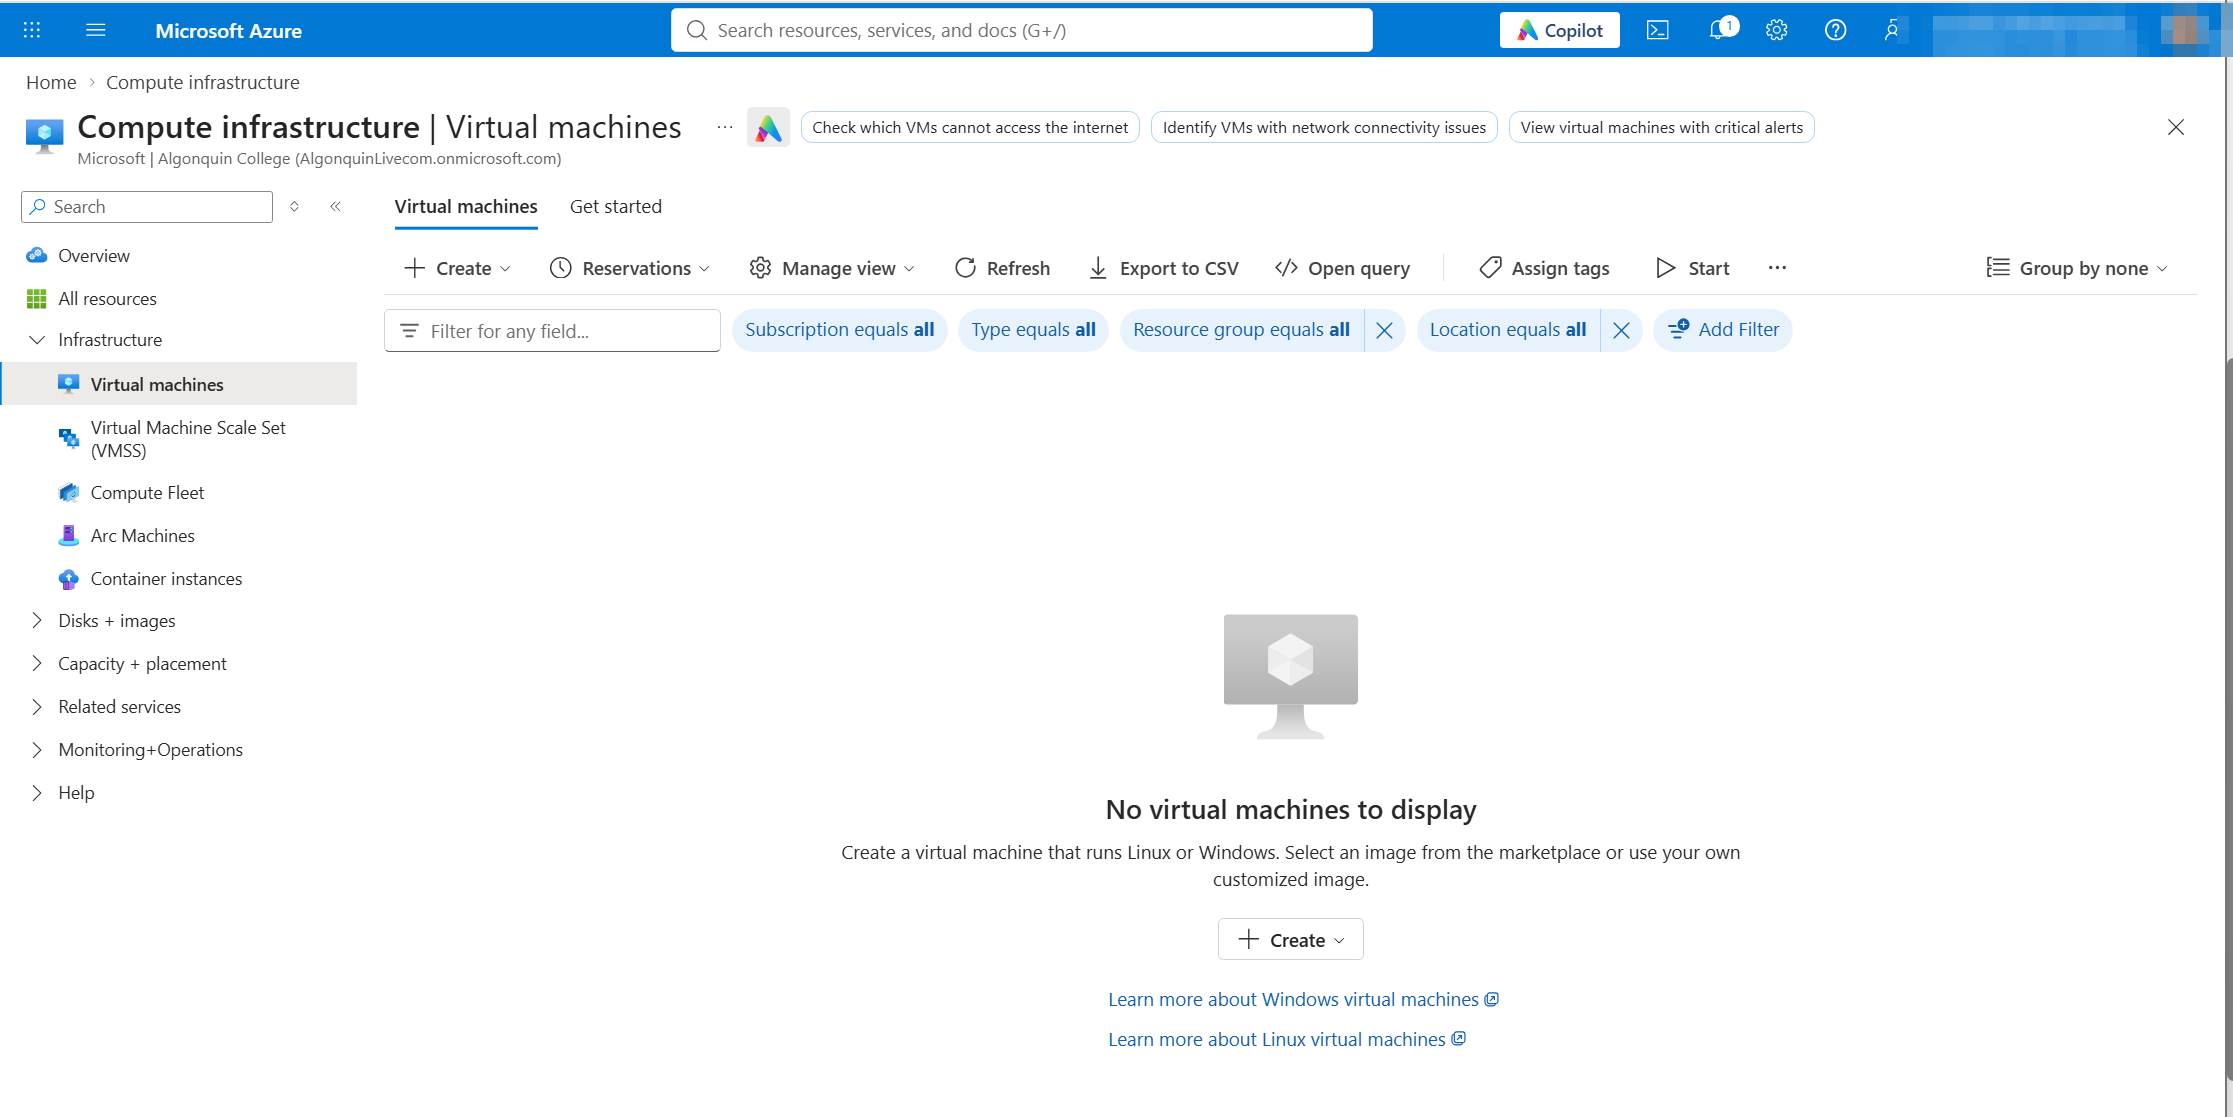 Microsoft Azure
Search resources, services, and docs (G+/)
Copilot
1
Home > Compute infrastructure
Compute infrastructure | Virtual machines
...
Check which VMs cannot access the internet
Identify VMs with network connectivity issues
View virtual machines with critical alerts
Microsoft | Algonquin College (AlgonquinLivecom.onmicrosoft.com)
Search
Overview
All resources
Infrastructure
Virtual machines
Virtual Machine Scale Set
(VMSS)
Compute Fleet
Arc Machines
Container instances
Disks + images
Capacity + placement
Related services
Monitoring+Operations
Help
Virtual machines
Get started
Create
Reservations
Manage view
Refresh
Export to CSV
Open query
Assign tags
Start
...
Group by none
Filter for any field...
Subscription equals all
Type equals all
Resource group equals all
Location equals all
Add Filter
No virtual machines to display
Create a virtual machine that runs Linux or Windows. Select an image from the marketplace or use your own
customized image.
Create
Learn more about Windows virtual machines
Learn more about Linux virtual machines